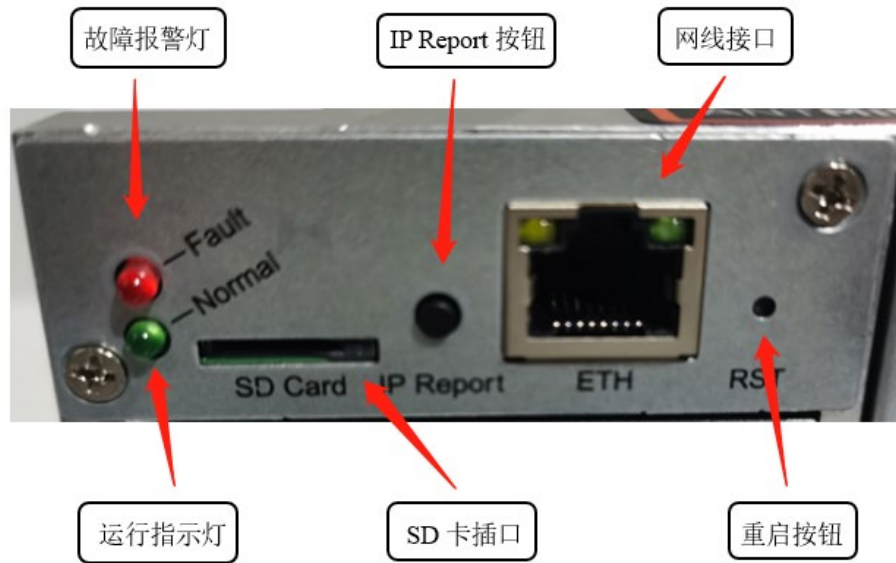 故障报警灯
IP Report 按钮
网线接口
Fault
Normal
SD Card
IP Report
ETH
RST
运行指示灯
SD 卡插口
重启按钮